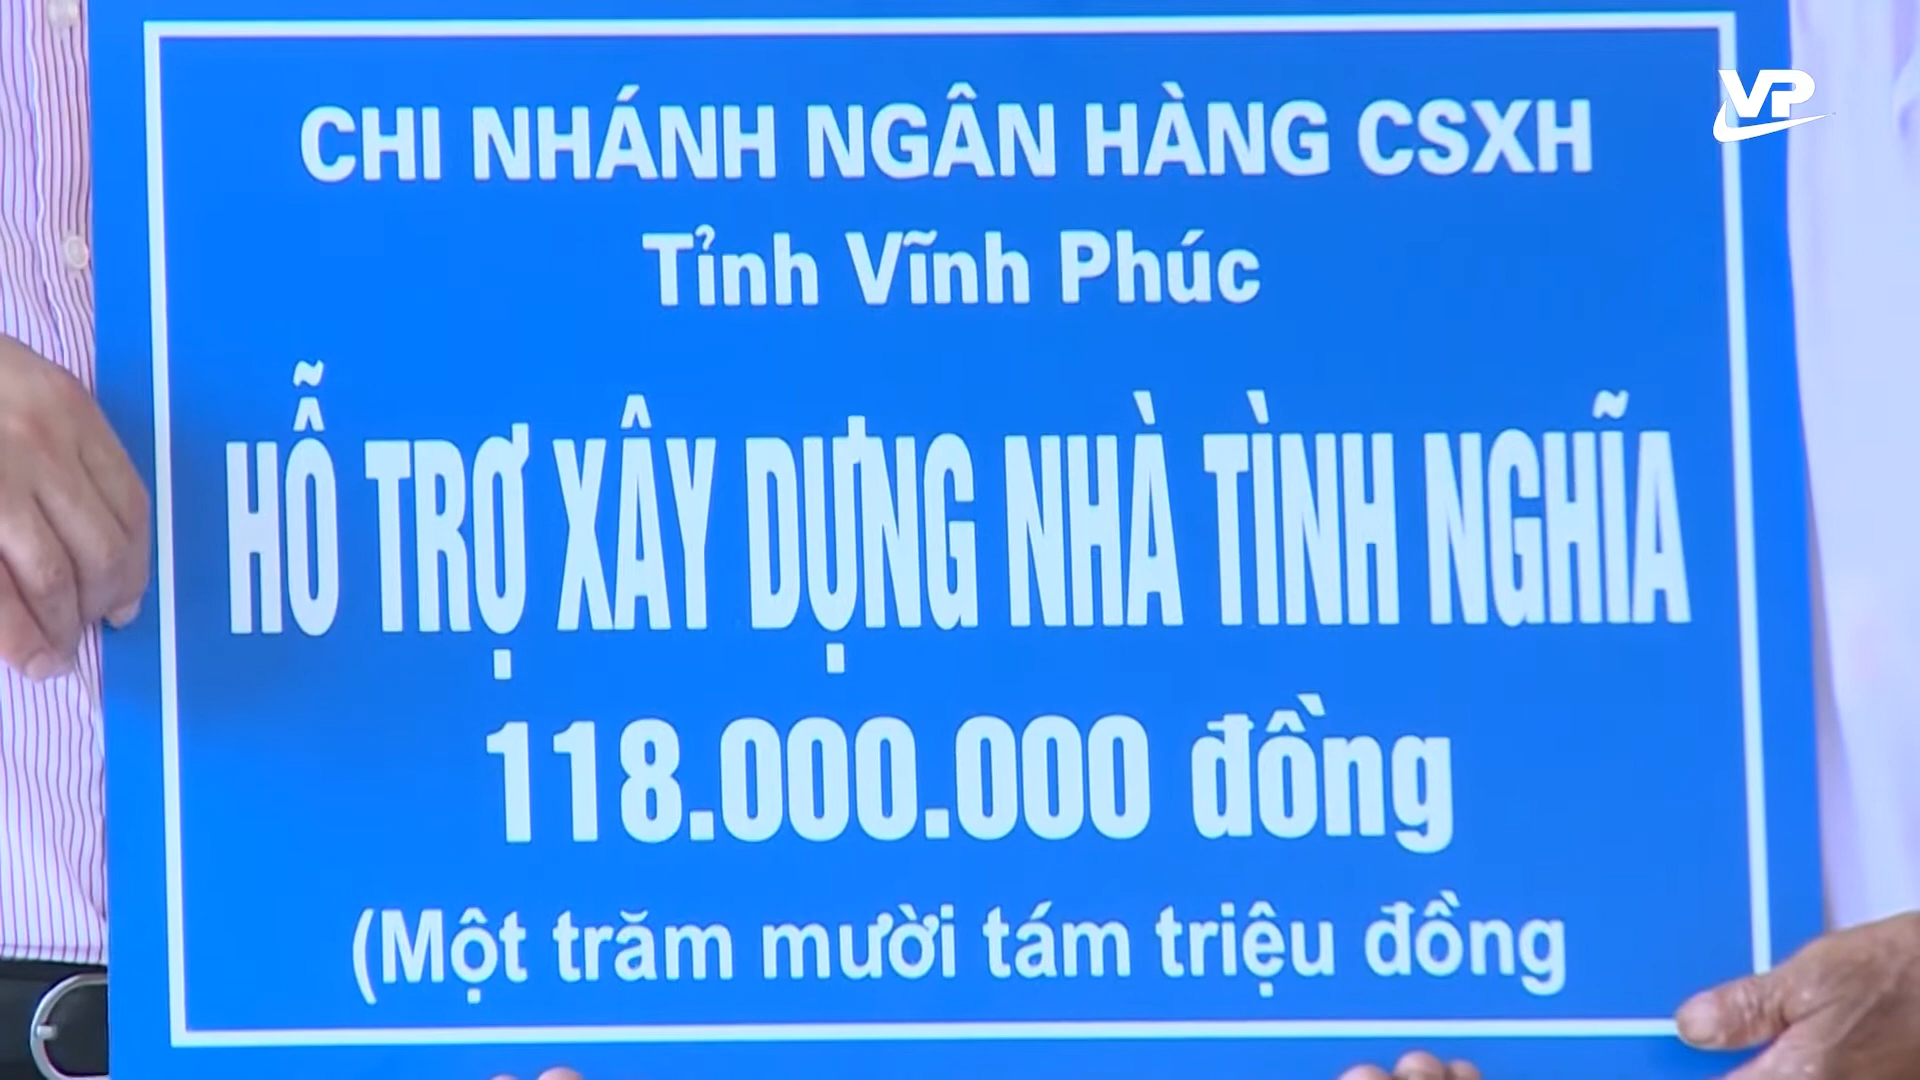 VP
CHI NHÁNH NGÂN HÀNG CSXH
Tỉnh Vĩnh Phúc
HỖ TRỢ XÂY DỰNG NHÀ TÌNH NGHĨA
118.000.000 đồng
(Một trăm mười tám triệu đồng